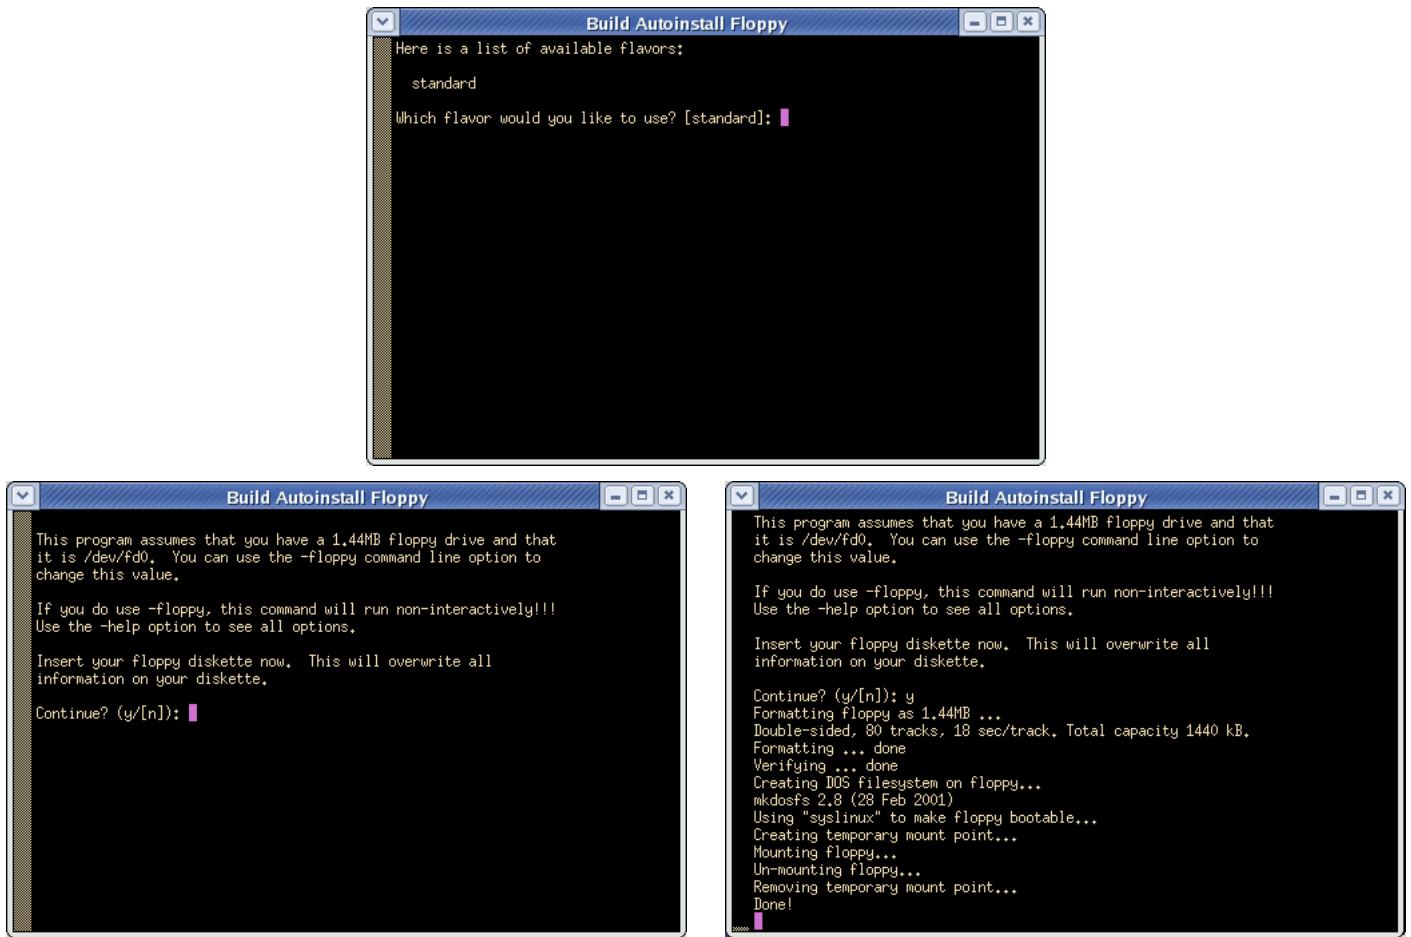 Build Autoinstall Floppy
Here is a list of available flavors:
standard
Which flavor would you like to use? [standard]:
Build Autoinstall Floppy
This program assumes that you have a 1.44MB floppy drive and that
it is /dev/fd0.  You can use the -floppy command line option to
change this value.
If you do use -floppy, this command will run non-interactively!!!
Use the -help option to see all options.
Insert your floppy diskette now.  This will overwrite all
information on your diskette.
Continue? (y/[n]):
Build Autoinstall Floppy
This program assumes that you have a 1.44MB floppy drive and that
it is /dev/fd0.  You can use the -floppy command line option to
change this value.
If you do use -floppy, this command will run non-interactively!!!
Use the -help option to see all options.
Insert your floppy diskette now.  This will overwrite all
information on your diskette.
Continue? (y/[n]): y
Formatting floppy as 1.44MB ...
Double-sided, 80 tracks, 18 sec/track. Total capacity 1440 kB.
Formatting ... done
Verifying ... done
Creating DOS filesystem on floppy...
mkdosfs 2.8 (28 Feb 2001)
Using "syslinux" to make floppy bootable...
Creating temporary mount point...
Mounting floppy...
Un-mounting floppy...
Removing temporary mount point...
Done!